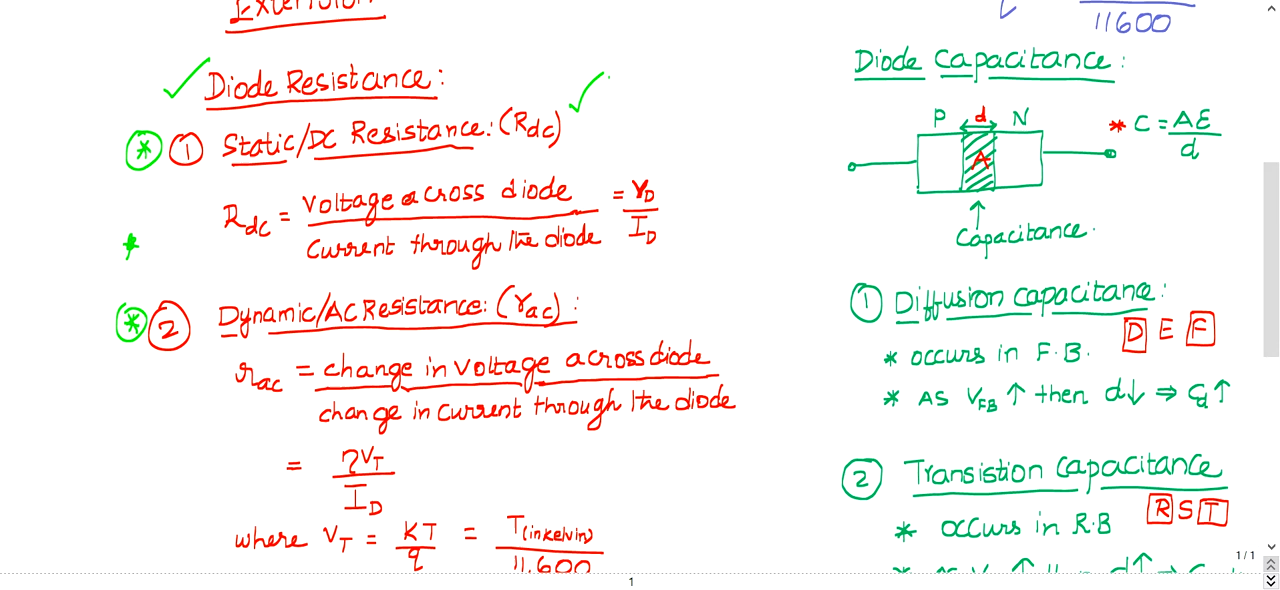 Extension
Diode Resistance:
* ① Static/DC Resistance: (Rdc)
Rdc = Voltage across diode / Current through the diode = VD / ID
*
* ② Dynamic/AC Resistance: (rac):
rac = change in voltage across diode / change in current through the diode
= ηVT / ID
where VT = KT / q = T(in kelvin) / 11,600
11600
Diode Capacitance:
P d N
* C = Aε / d
A
Capacitance.
① Diffusion capacitance:
D E F
* occurs in F.B.
* AS VFB ↑ then d↓ ⇒ Cd ↑
② Transistion capacitance
R S T
* occurs in R.B
1 / 1
1